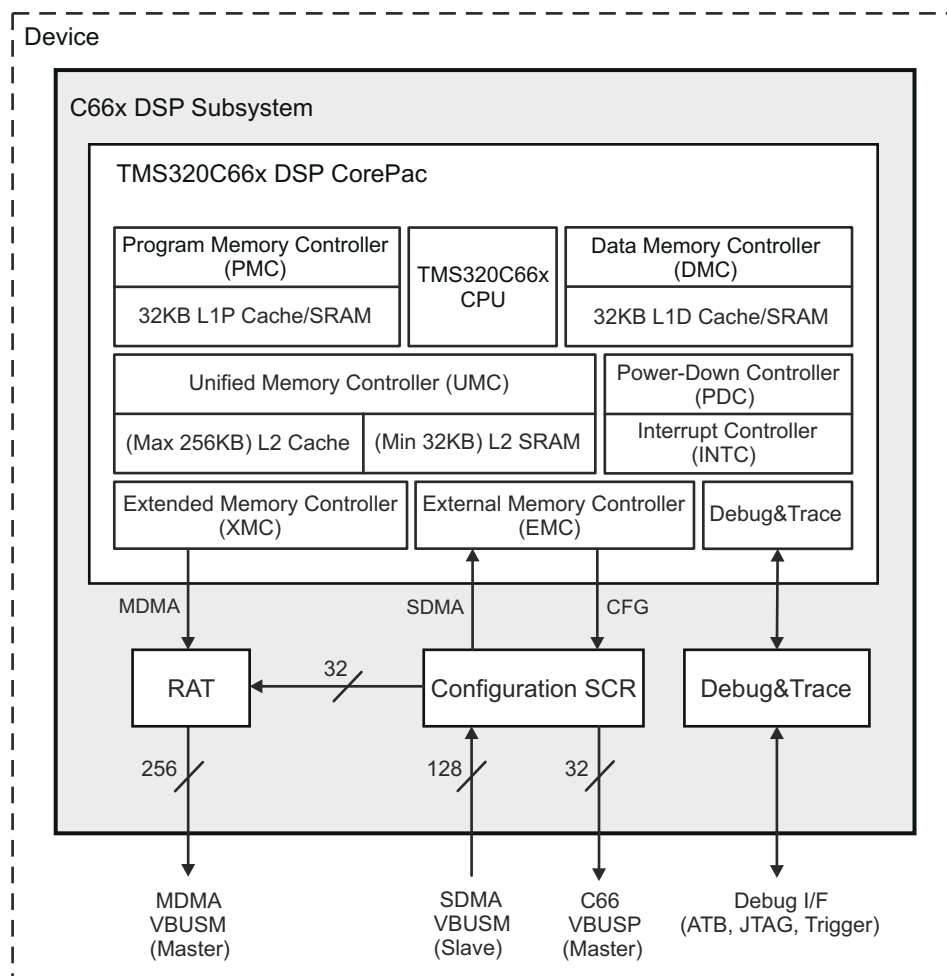 Device
C66x DSP Subsystem
TMS320C66x DSP CorePac
Program Memory Controller
(PMC)
32KB L1P Cache/SRAM
TMS320C66x
CPU
Data Memory Controller
(DMC)
32KB L1D Cache/SRAM
Unified Memory Controller (UMC)
(Max 256KB) L2 Cache
(Min 32KB) L2 SRAM
Power-Down Controller
(PDC)
Interrupt Controller
(INTC)
Extended Memory Controller
(XMC)
External Memory Controller
(EMC)
Debug&Trace
MDMA
SDMA
CFG
RAT
32
Configuration SCR
Debug&Trace
256
128
32
MDMA
VBUSM
(Master)
SDMA
VBUSM
(Slave)
C66
VBUSP
(Master)
Debug I/F
(ATB, JTAG, Trigger)